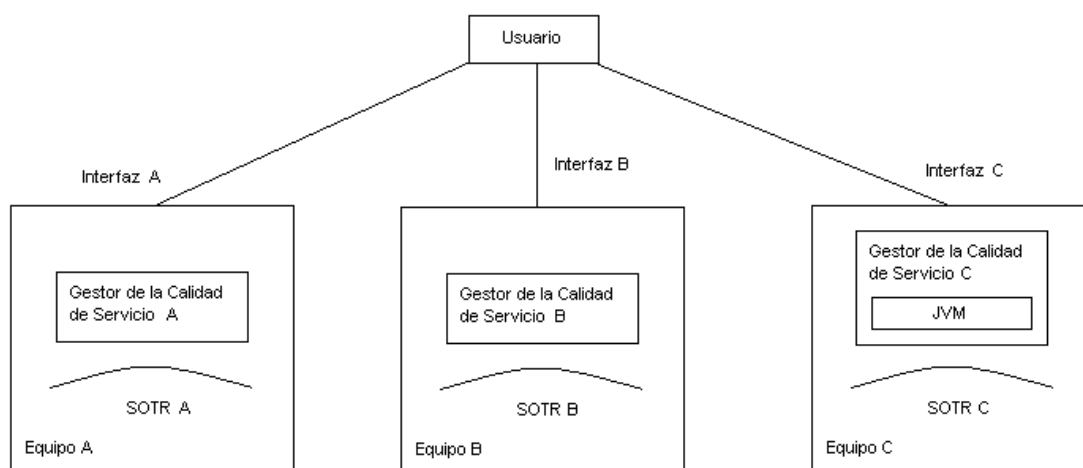 Usuario
Interfaz A
Interfaz B
Interfaz C
Gestor de la Calidad
de Servicio A
SOTR A
Equipo A
Gestor de la Calidad
de Servicio B
SOTR B
Equipo B
Gestor de la Calidad
de Servicio C
JVM
SOTR C
Equipo C